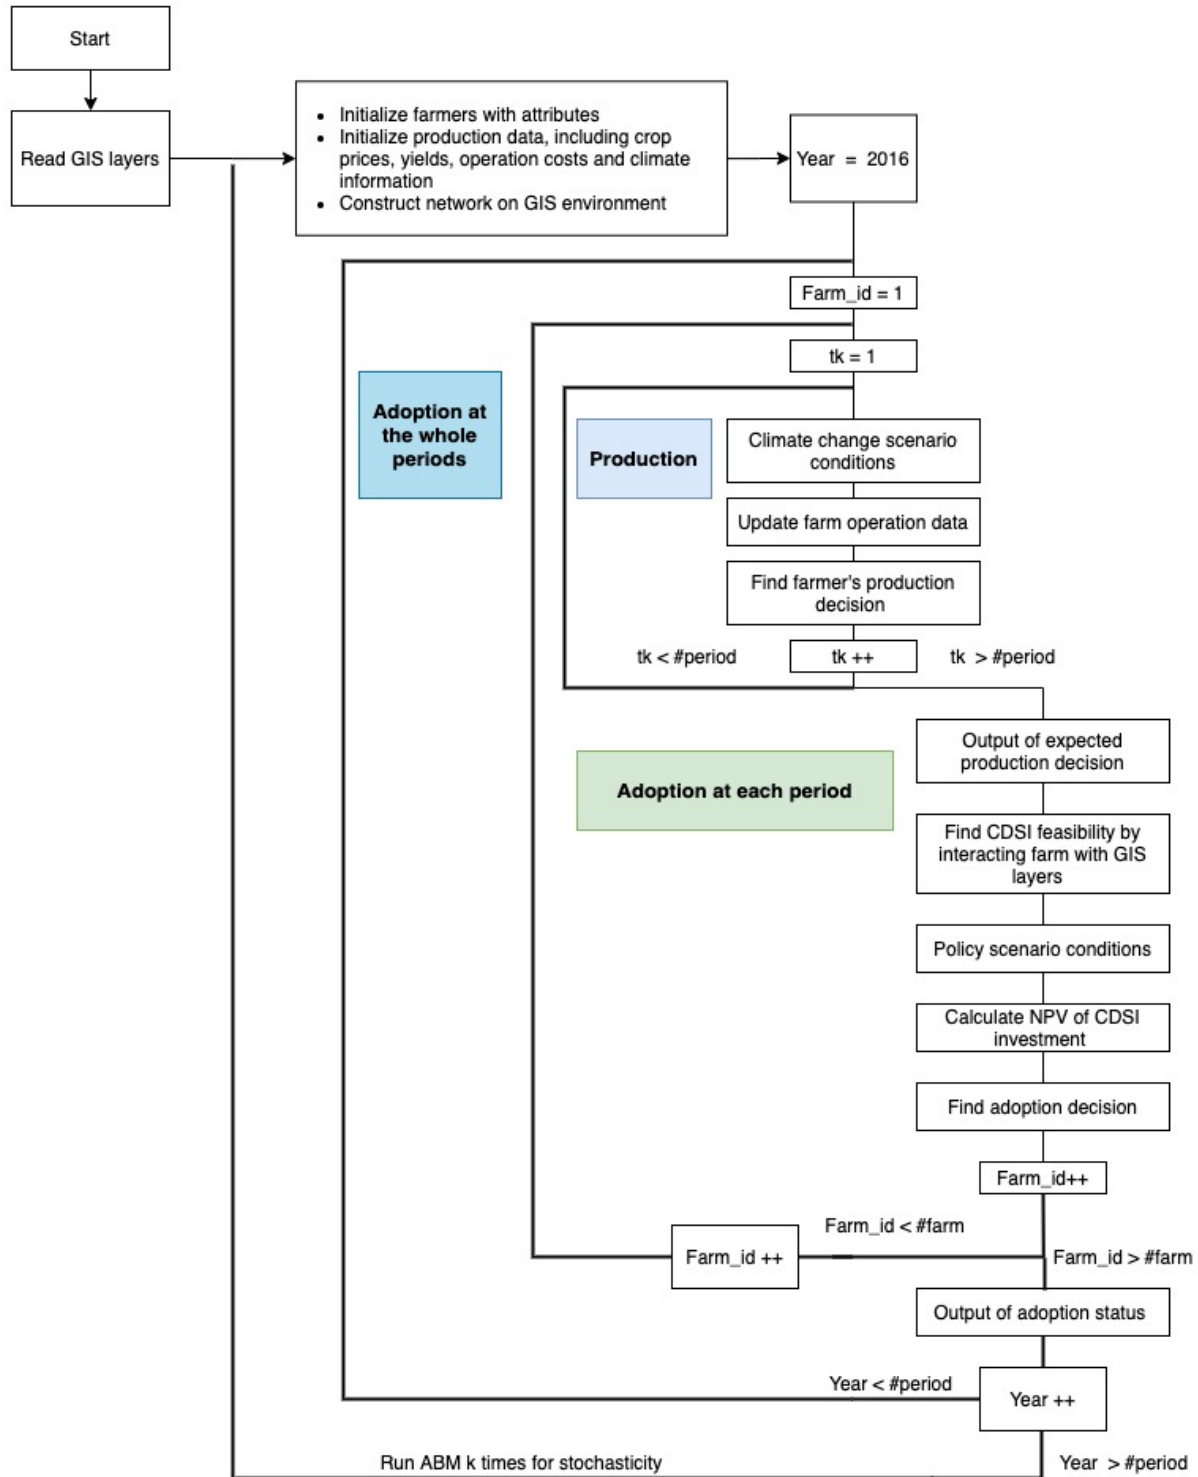 Start
Read GIS layers
• Initialize farmers with attributes
• Initialize production data, including crop
prices, yields, operation costs and climate
information
• Construct network on GIS environment
Year = 2016
Farm_id = 1
tk = 1
Adoption at
the whole
periods
Production
Climate change scenario
conditions
Update farm operation data
Find farmer's production
decision
tk < #period
tk ++
tk > #period
Output of expected
production decision
Adoption at each period
Find CDSI feasibility by
interacting farm with GIS
layers
Policy scenario conditions
Calculate NPV of CDSI
investment
Find adoption decision
Farm_id++
Farm_id < #farm
Farm_id ++
Farm_id > #farm
Output of adoption status
Year < #period
Year ++
Run ABM k times for stochasticity
Year > #period